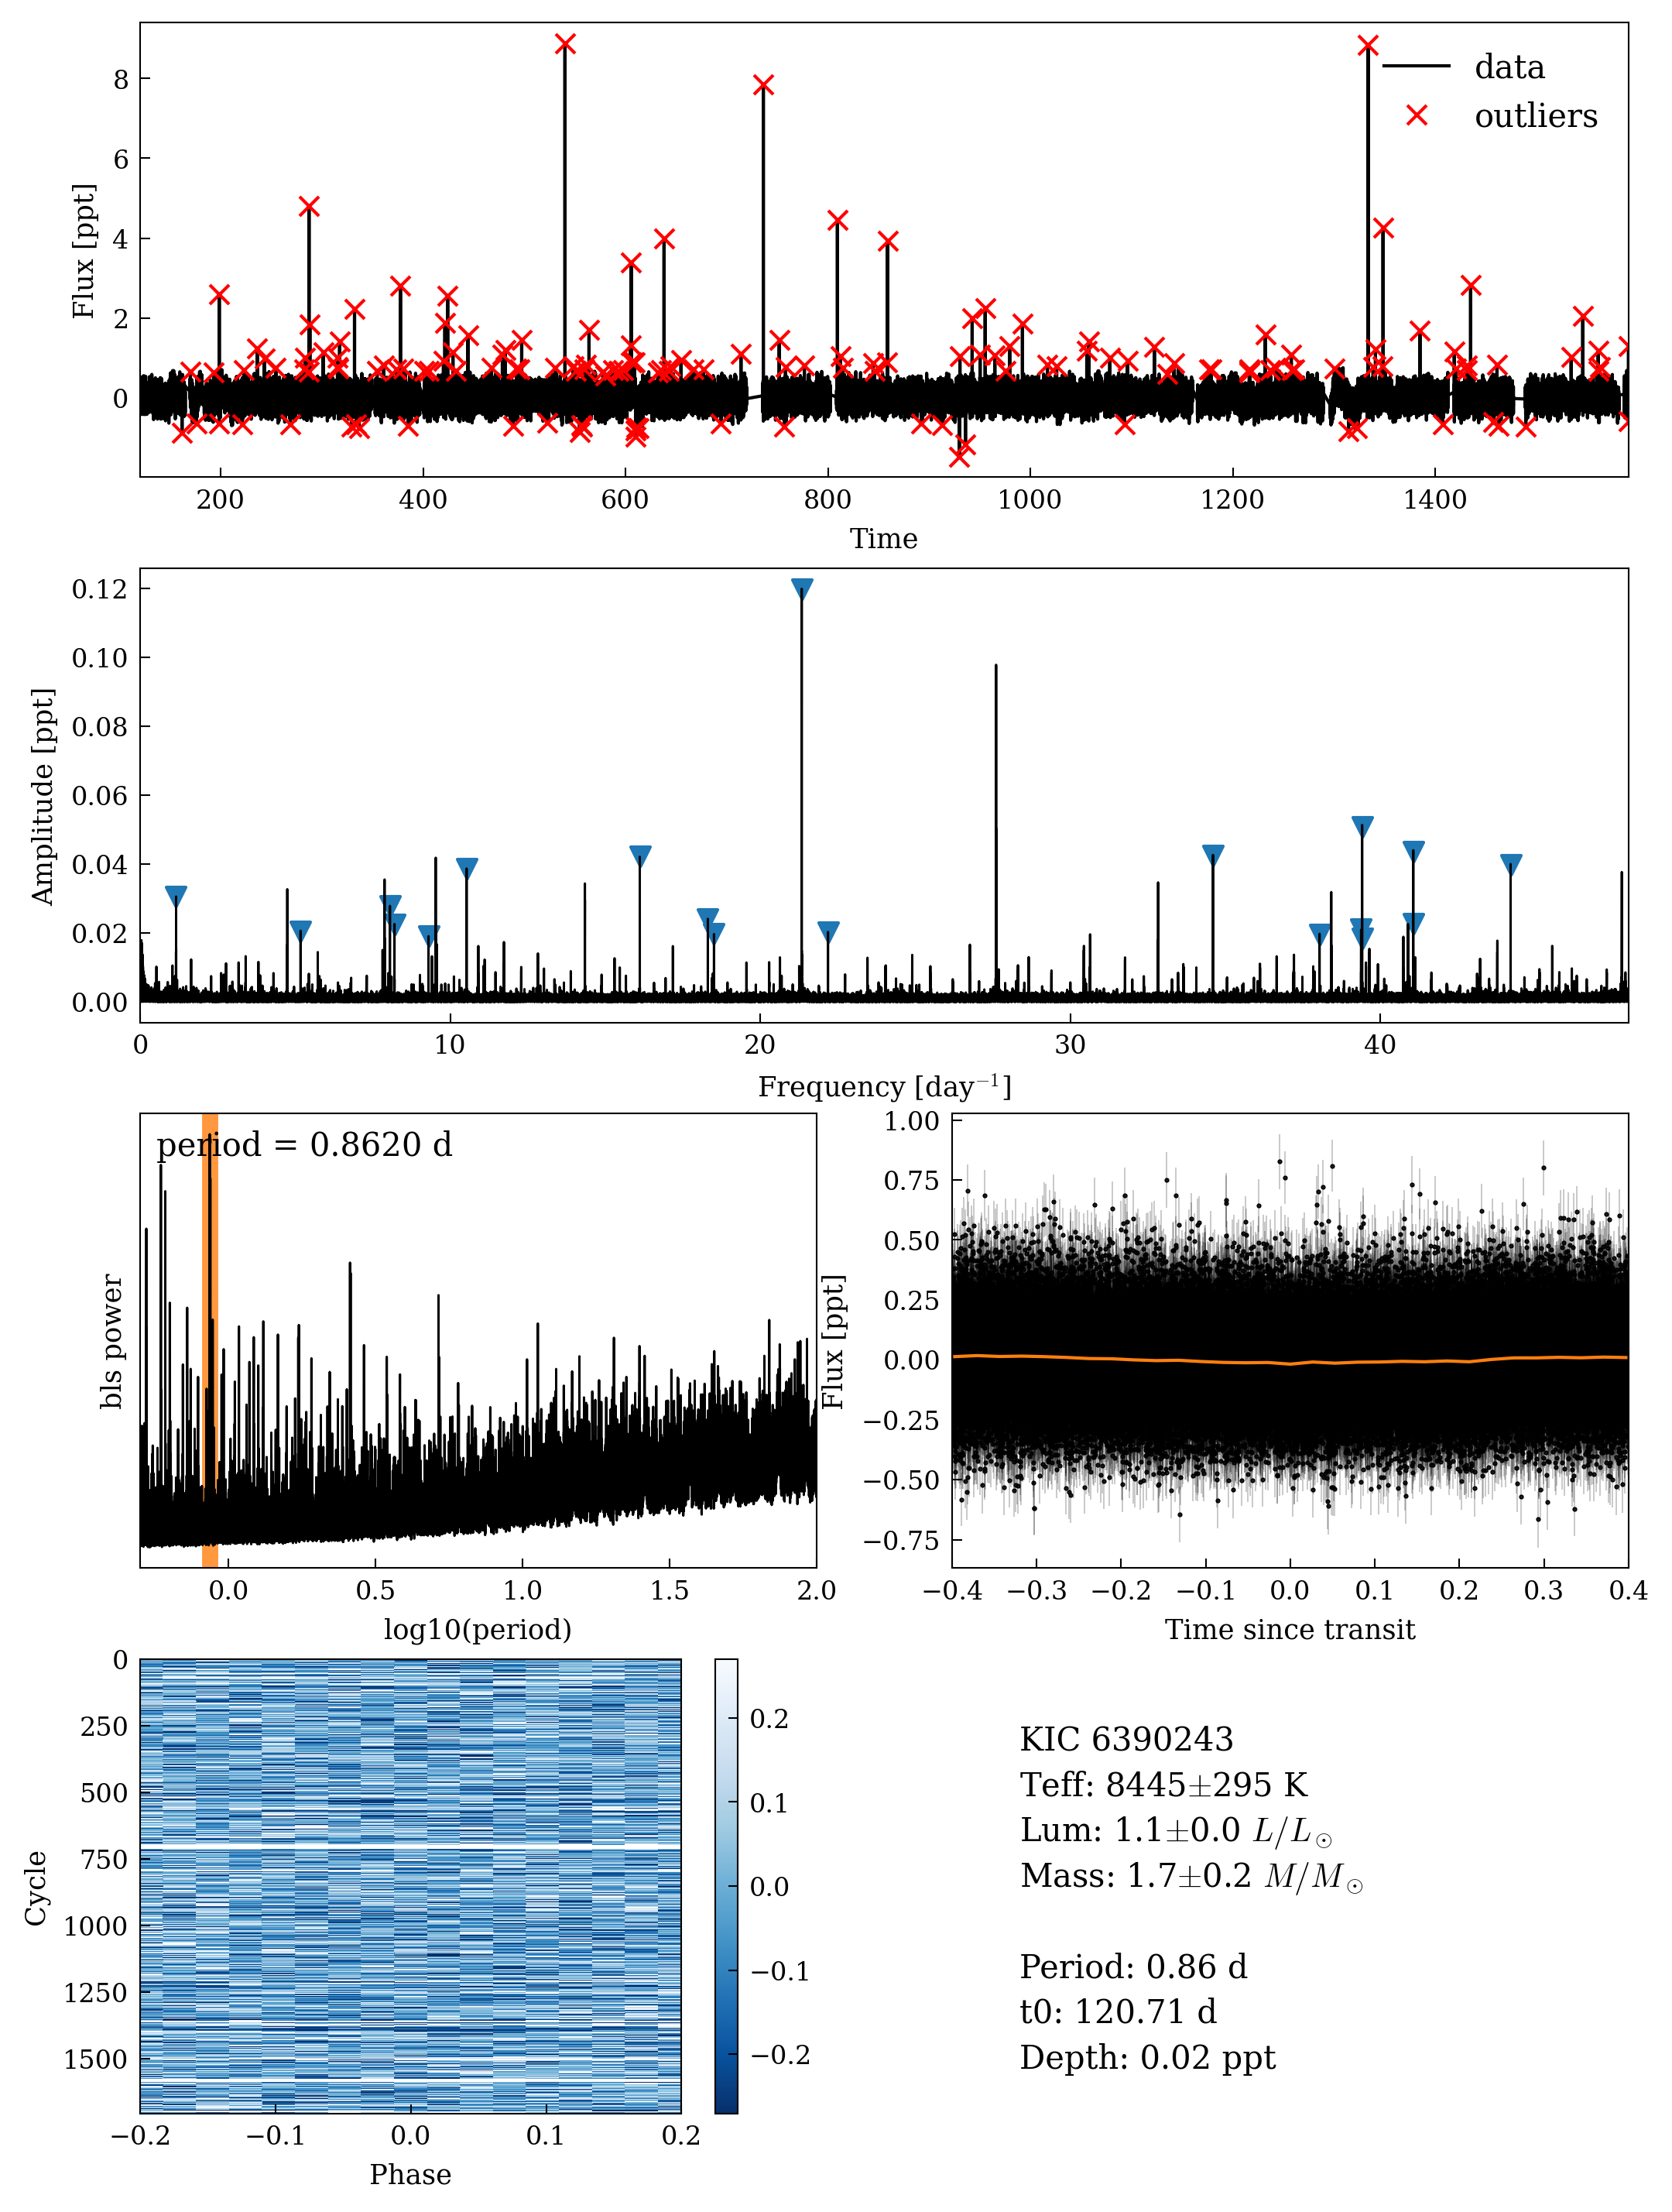 8
6
4
2
0
Flux [ppt]
data
outliers
200 400 600 800 1000 1200 1400
Time
0.12
0.10
0.08
0.06
0.04
0.02
0.00
Amplitude [ppt]
0 10 20 30 40
Frequency [day⁻¹]
period = 0.8620 d
bls power
0.0 0.5 1.0 1.5 2.0
log10(period)
1.00
0.75
0.50
0.25
0.00
−0.25
−0.50
−0.75
Flux [ppt]
−0.4 −0.3 −0.2 −0.1 0.0 0.1 0.2 0.3 0.4
Time since transit
0
250
500
750
1000
1250
1500
Cycle
−0.2 −0.1 0.0 0.1 0.2
Phase
0.2
0.1
0.0
−0.1
−0.2
KIC 6390243
Teff: 8445±295 K
Lum: 1.1±0.0 L/L☉
Mass: 1.7±0.2 M/M☉
Period: 0.86 d
t0: 120.71 d
Depth: 0.02 ppt